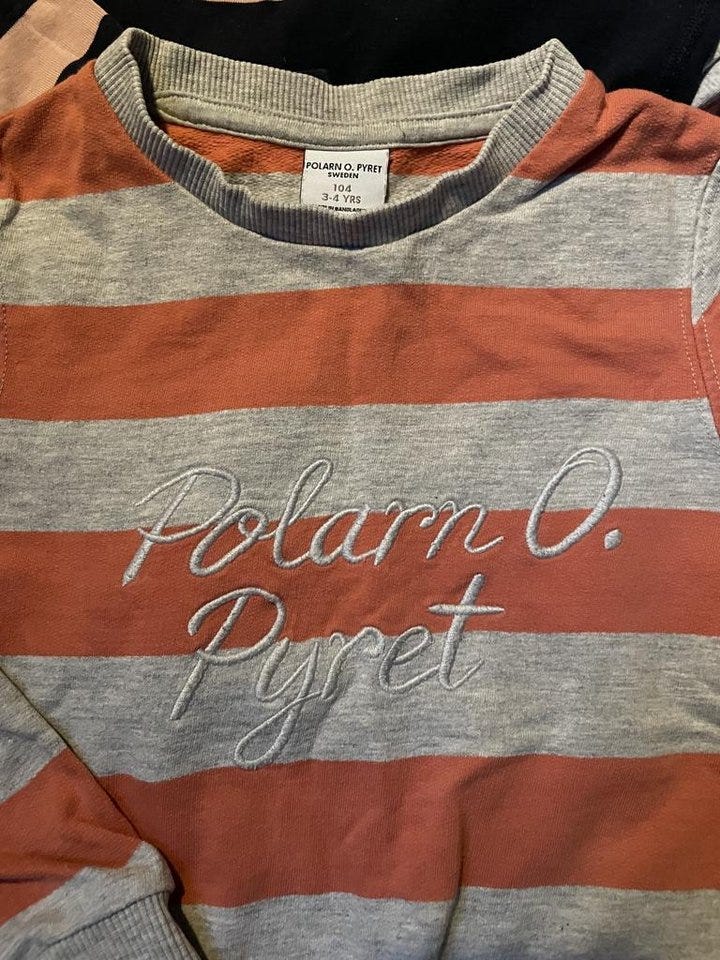 POLARN O. PYRET
SWEDEN
104
3-4 YRS
Polarn O.
Pyret